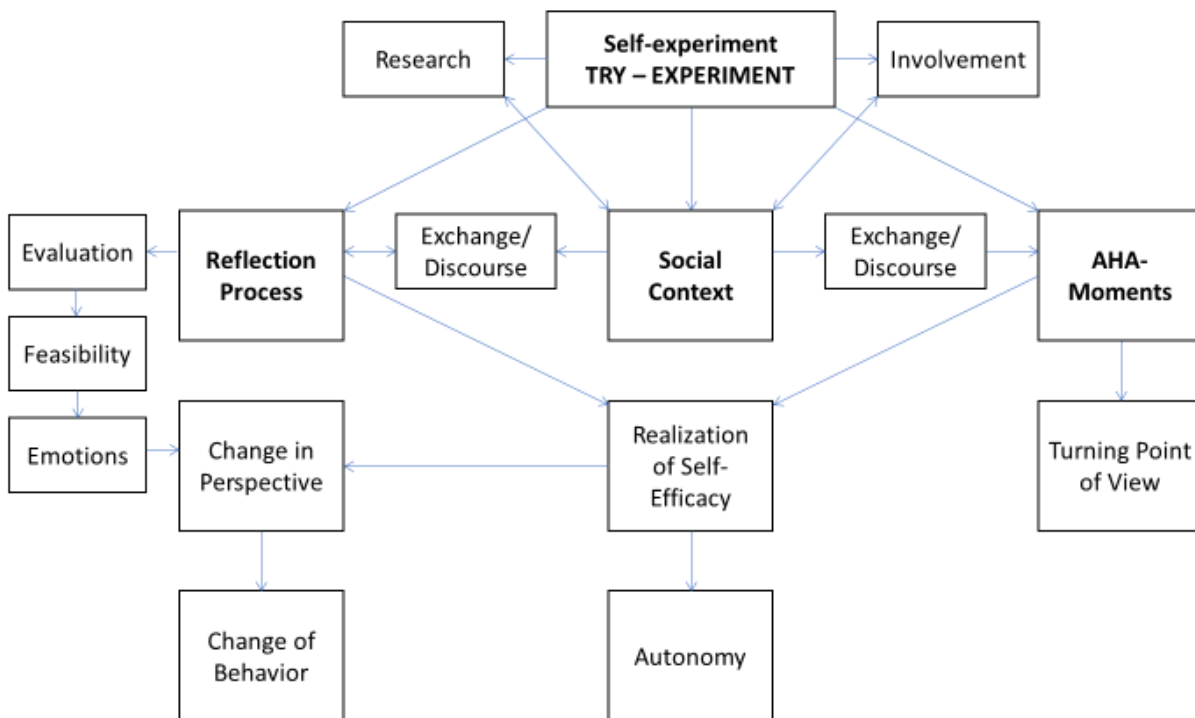 Research
Self-experiment
TRY – EXPERIMENT
Involvement
Evaluation
Reflection
Process
Exchange/
Discourse
Social
Context
Exchange/
Discourse
AHA-
Moments
Feasibility
Emotions
Change in
Perspective
Realization
of Self-
Efficacy
Turning Point
of View
Change of
Behavior
Autonomy